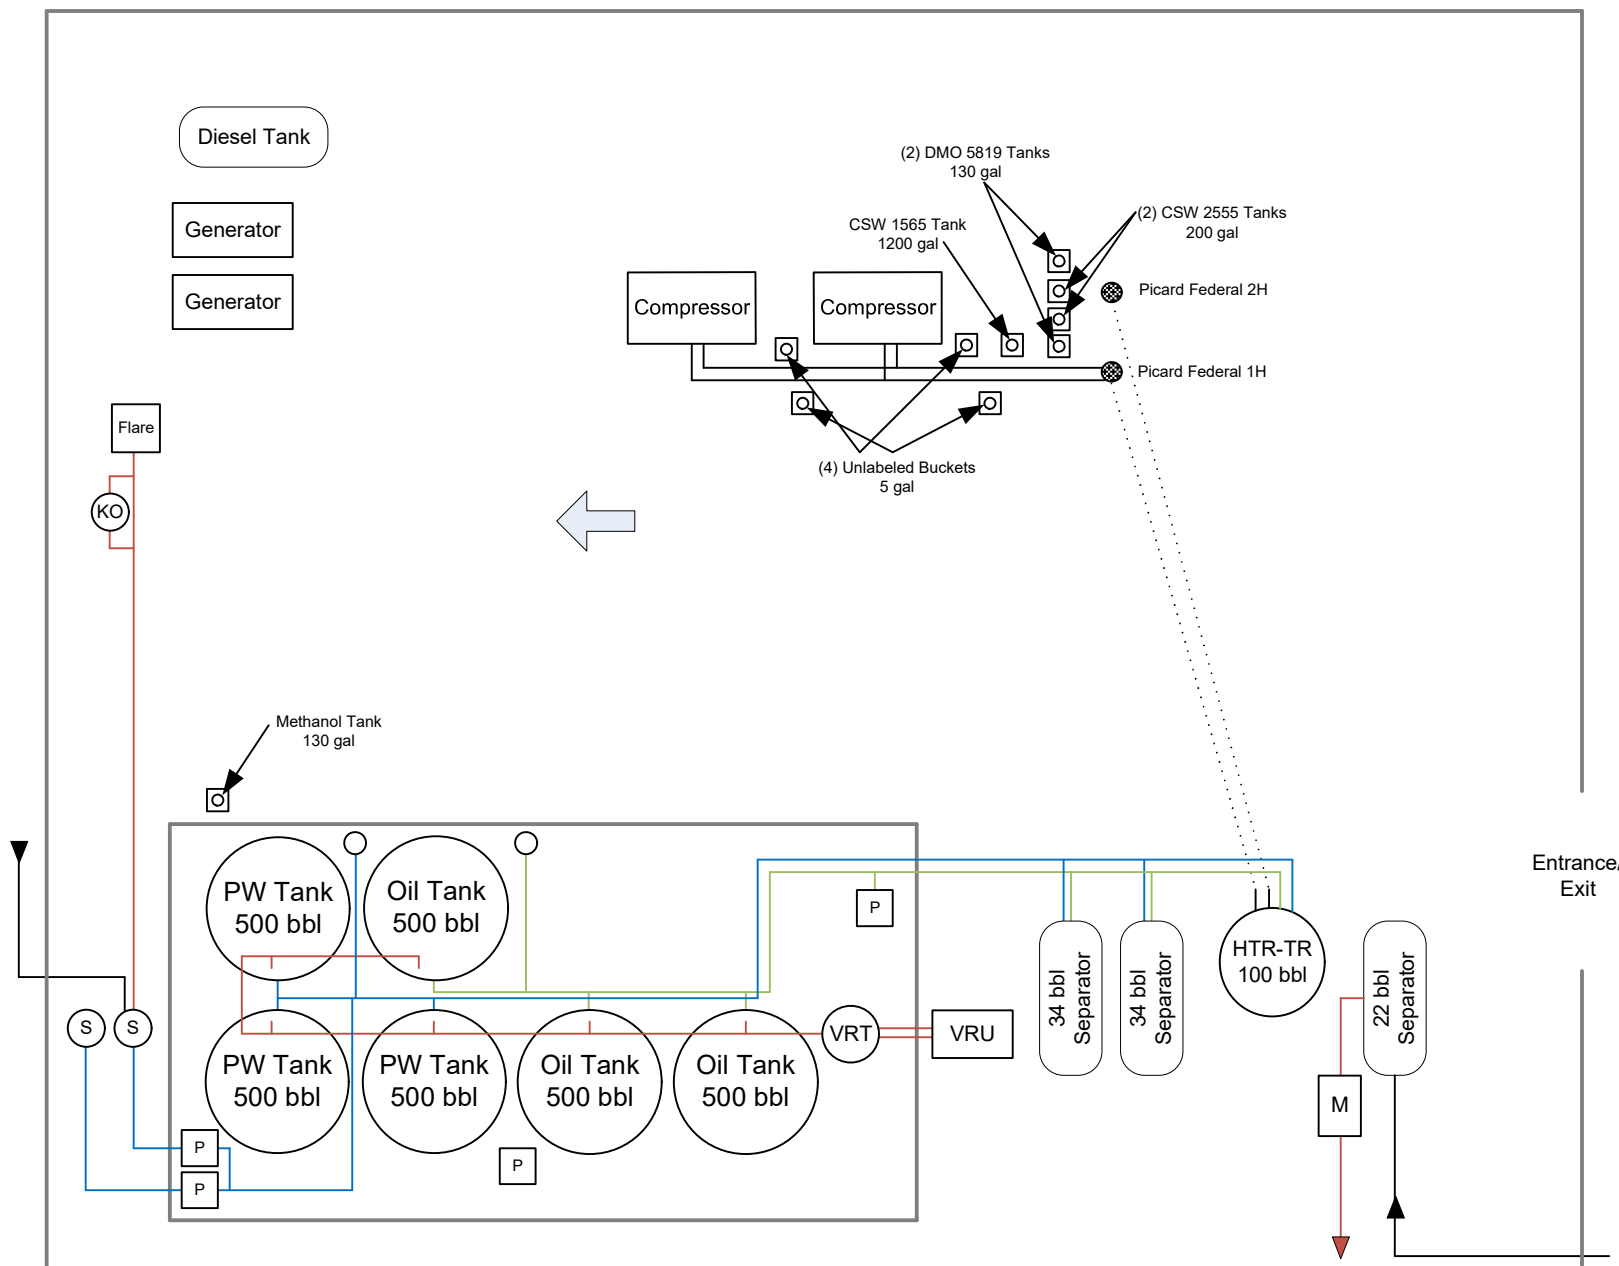 Diesel Tank
Generator
Generator
(2) DMO 5819 Tanks
130 gal
(2) CSW 2555 Tanks
200 gal
CSW 1565 Tank
1200 gal
Compressor
Compressor
Picard Federal 2H
Picard Federal 1H
Flare
(4) Unlabeled Buckets
5 gal
KO
Methanol Tank
130 gal
Entrance/
Exit
PW Tank
500 bbl
Oil Tank
500 bbl
P
34 bbl
Separator
34 bbl
Separator
HTR-TR
100 bbl
22 bbl
Separator
S
S
VRT
VRU
PW Tank
500 bbl
PW Tank
500 bbl
Oil Tank
500 bbl
Oil Tank
500 bbl
M
P
P
P